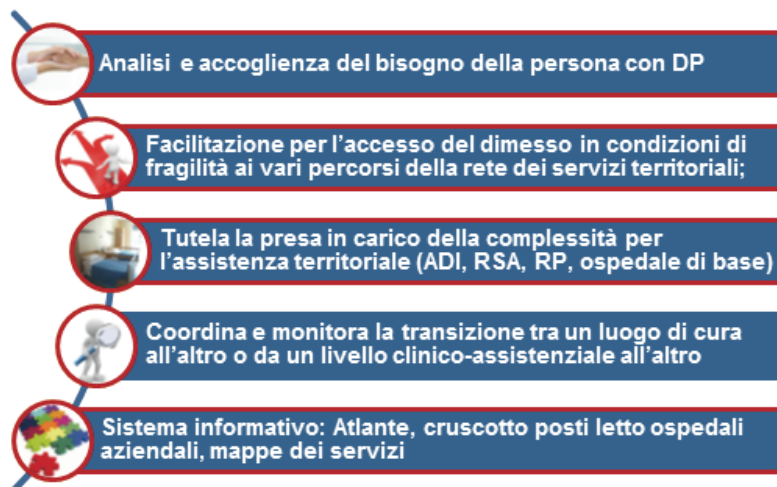 Analisi e accoglienza del bisogno della persona con DP
Facilitazione per l'accesso del dimesso in condizioni di
fragilità ai vari percorsi della rete dei servizi territoriali;
Tutela la presa in carico della complessità per
l'assistenza territoriale (ADI, RSA, RP, ospedale di base)
Coordina e monitora la transizione tra un luogo di cura
all'altro o da un livello clinico-assistenziale all'altro
Sistema informativo: Atlante, cruscotto posti letto ospedali
aziendali, mappe dei servizi